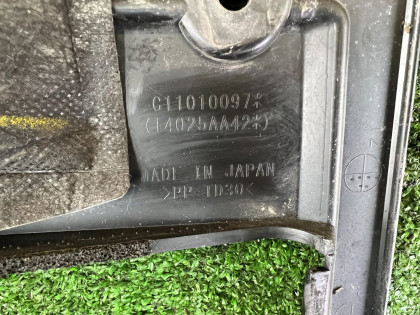 G11010097*
(14025AA42*)
MADE IN JAPAN
>PP-TD30<